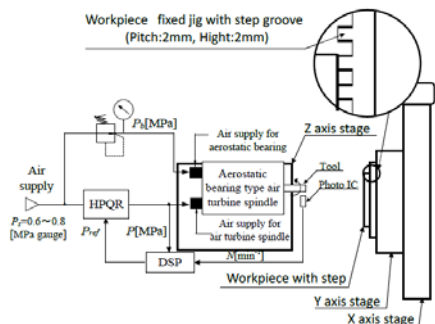 Workpiece fixed jig with step groove
(Pitch:2mm, Hight:2mm)
Pb[MPa]
Air supply for
aerostatic bearing
Z axis stage
Air
supply
Aerostatic
bearing type air
turbine spindle
Tool
Photo IC
HPQR
Ps=0.6~0.8
[MPa gauge]
Pref
P[MPa]
Air supply for
air turbine spindle
N[min⁻¹]
DSP
Workpiece with step
Y axis stage
X axis stage